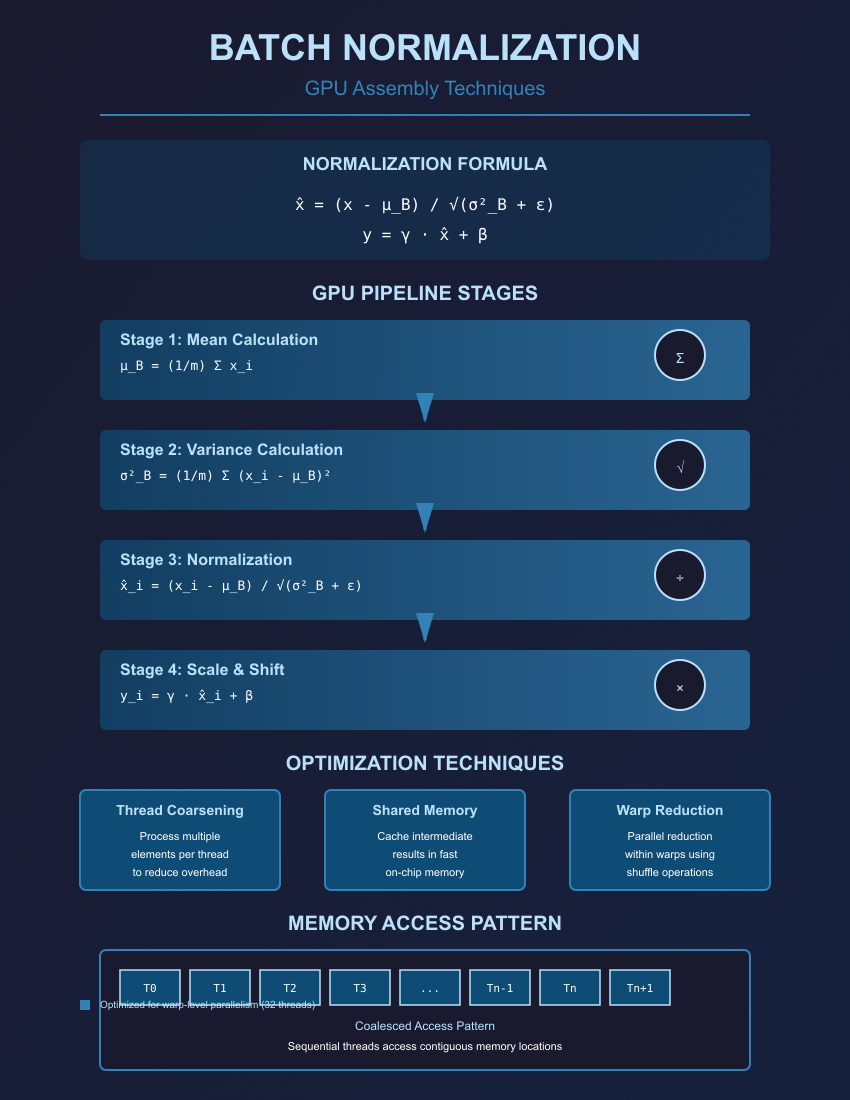 BATCH NORMALIZATION
GPU Assembly Techniques
NORMALIZATION FORMULA
x̂ = (x - μ_B) / √(σ²_B + ε)
y = γ · x̂ + β
GPU PIPELINE STAGES
Stage 1: Mean Calculation
μ_B = (1/m) Σ x_i
Σ
Stage 2: Variance Calculation
σ²_B = (1/m) Σ (x_i - μ_B)²
√
Stage 3: Normalization
x̂_i = (x_i - μ_B) / √(σ²_B + ε)
÷
Stage 4: Scale & Shift
y_i = γ · x̂_i + β
×
OPTIMIZATION TECHNIQUES
Thread Coarsening
Process multiple
elements per thread
to reduce overhead
Shared Memory
Cache intermediate
results in fast
on-chip memory
Warp Reduction
Parallel reduction
within warps using
shuffle operations
MEMORY ACCESS PATTERN
T0 T1 T2 T3 ... Tn-1 Tn Tn+1
Optimized for warp-level parallelism (32 threads)
Coalesced Access Pattern
Sequential threads access contiguous memory locations